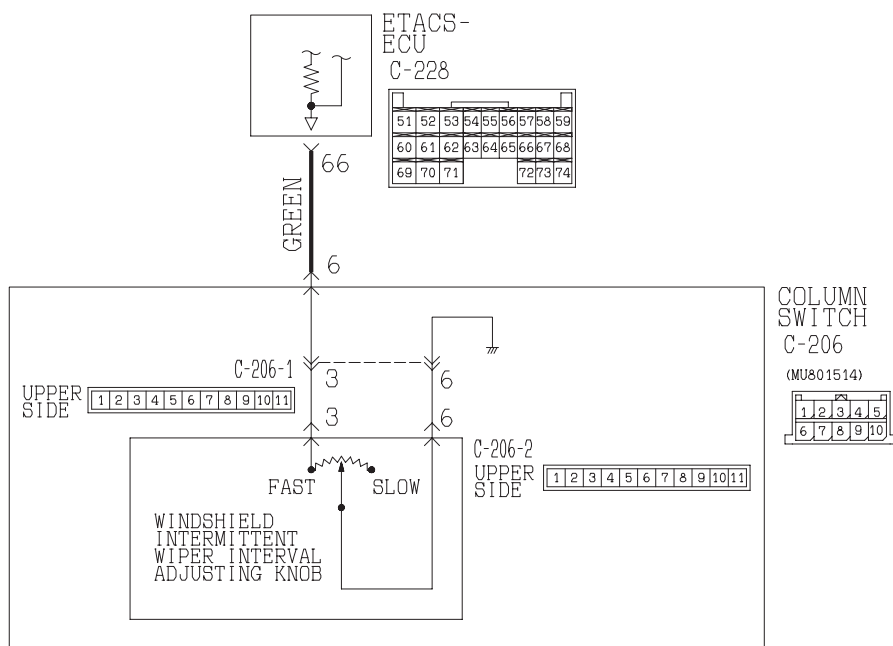 ETACS-
ECU
C-228
51 52 53 54 55 56 57 58 59
60 61 62 63 64 65 66 67 68
69 70 71 72 73 74
66
GREEN
6
COLUMN
SWITCH
C-206
(MU801514)
1 2 3 4 5
6 7 8 9 10
C-206-1
3
6
UPPER
SIDE
1 2 3 4 5 6 7 8 9 10 11
3
6
C-206-2
UPPER
SIDE
1 2 3 4 5 6 7 8 9 10 11
FAST
SLOW
WINDSHIELD
INTERMITTENT
WIPER INTERVAL
ADJUSTING KNOB